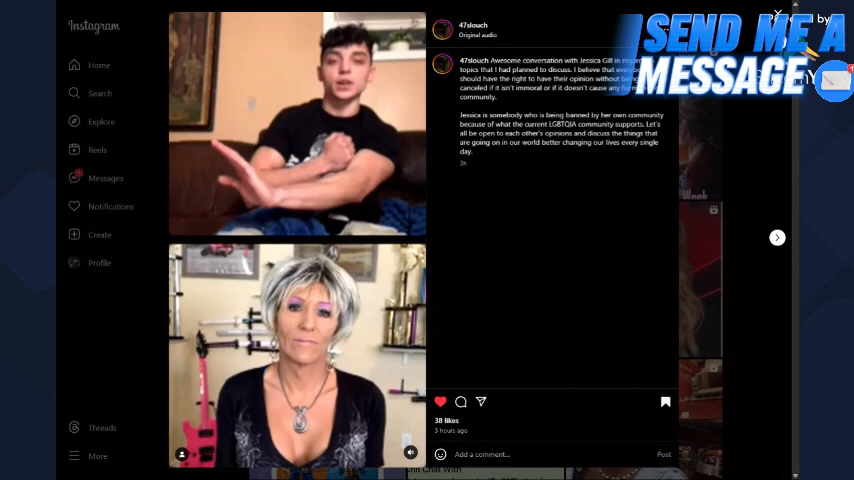 Instagram
Home
Search
Explore
Reels
Messages
Notifications
Create
Profile
Threads
More
47slouch
Original audio
47slouch Awesome conversation with Jessica Gill in
topics that I had planned to discuss. I believe that
should have the right to have their opinion without
canceled if it isn't immoral or if it doesn't cause any
community.
Jessica is somebody who is being banned by her own community
because of what the current LGBTQIA community supports. Let's
all be open to each other's opinions and discuss the things that
are going on in our world better changing our lives every single
day.
3h
38 likes
3 hours ago
Add a comment...
Post
SEND ME A
MESSAGE
by
Chat With